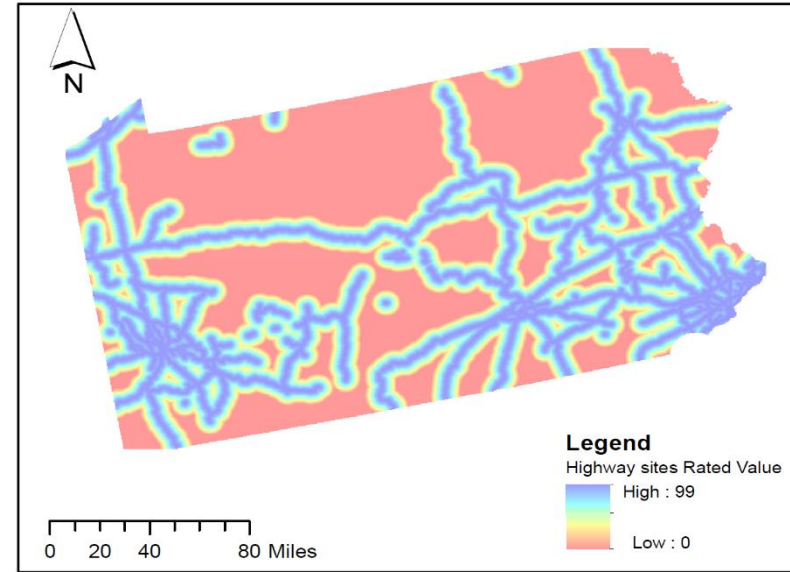 N
Legend
Highway sites Rated Value
High : 99
Low : 0
0 20 40 80 Miles